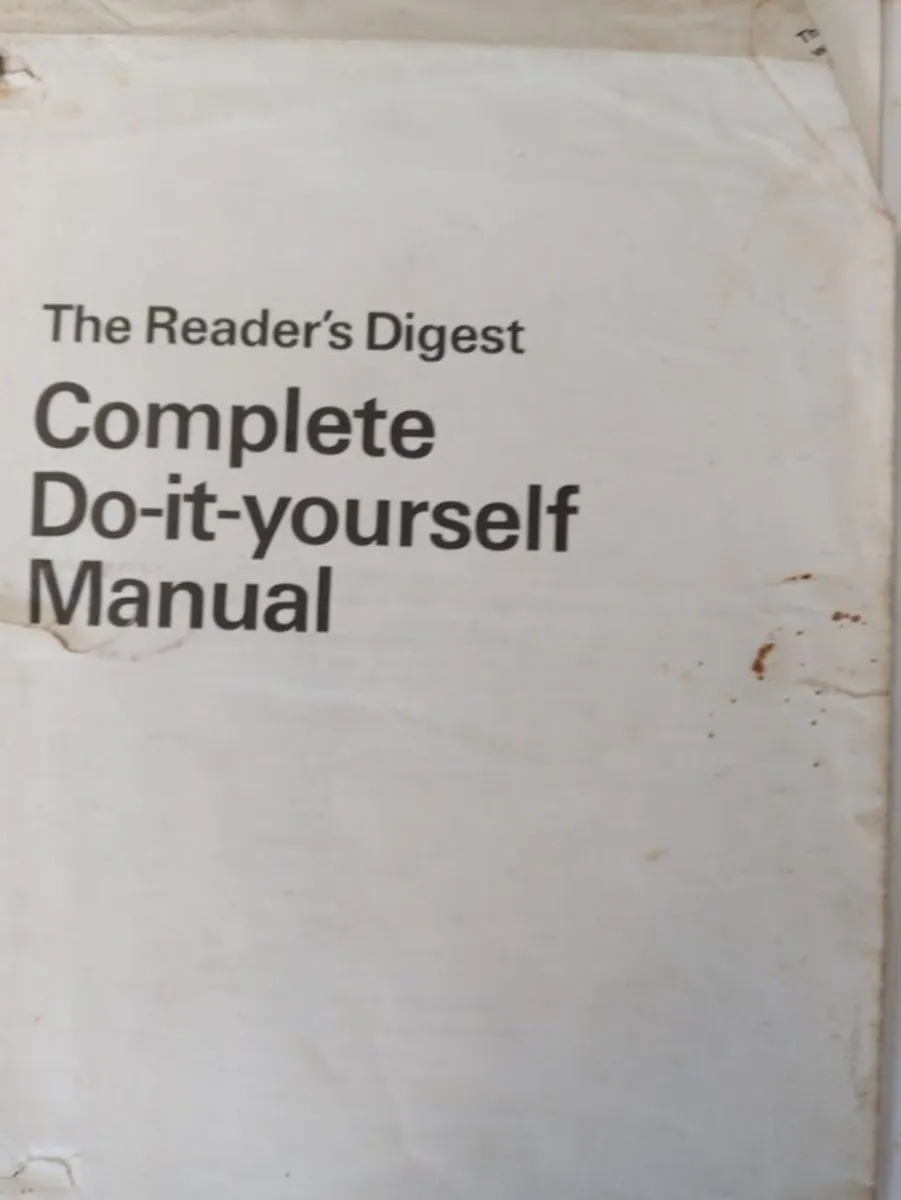 The Reader's Digest
Complete
Do-it-yourself
Manual